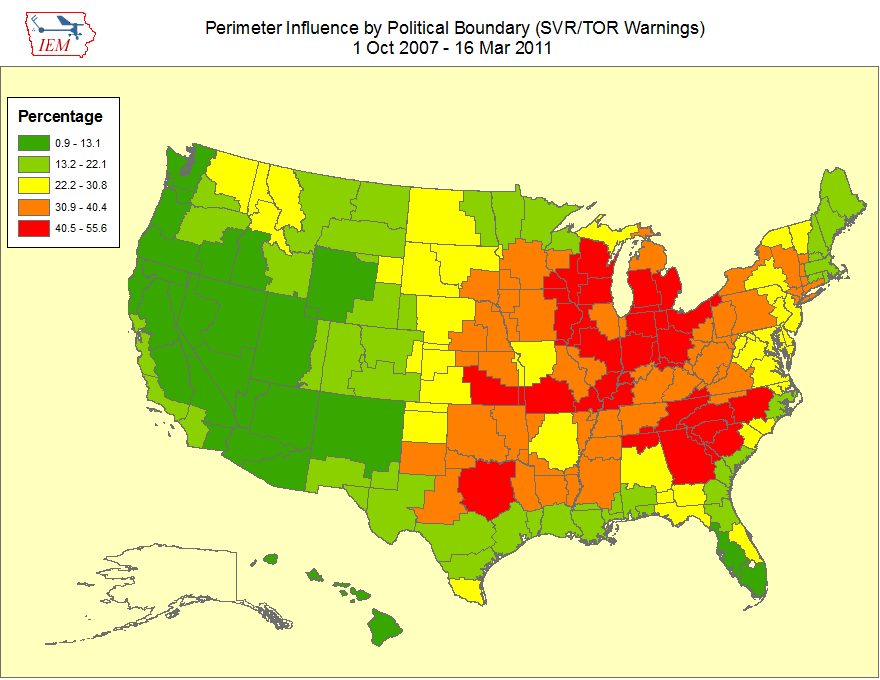 IEM
Perimeter Influence by Political Boundary (SVR/TOR Warnings)
1 Oct 2007 - 16 Mar 2011
Percentage
0.9 - 13.1
13.2 - 22.1
22.2 - 30.8
30.9 - 40.4
40.5 - 55.6